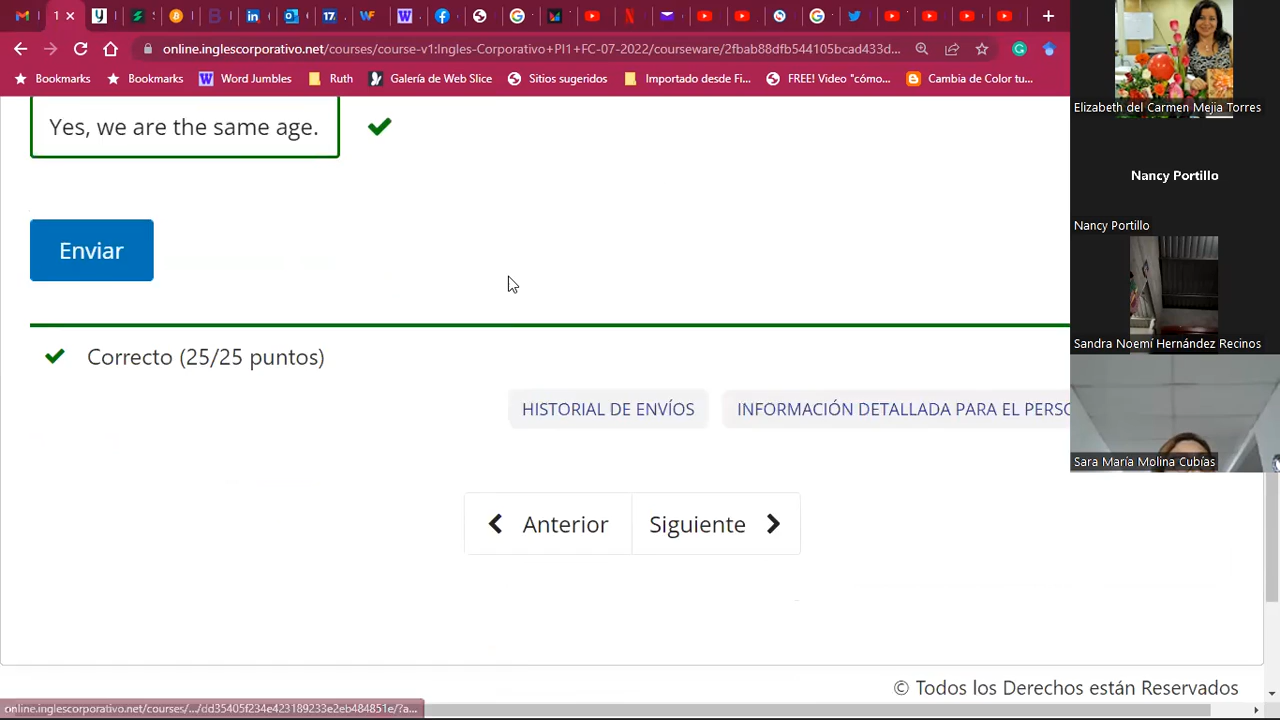 1
online.inglescorporativo.net/courses/course-v1:Ingles-Corporativo+PI1+FC-07-2022/courseware/2fbab88dfb544105bcad433d...
Bookmarks
Bookmarks
Word Jumbles
Ruth
Galería de Web Slice
Sitios sugeridos
Importado desde Fi...
FREE! Video "cómo...
Cambia de Color tu...
Yes, we are the same age.
Enviar
Correcto (25/25 puntos)
HISTORIAL DE ENVÍOS
INFORMACIÓN DETALLADA PARA EL PERSO
Anterior
Siguiente
© Todos los Derechos están Reservados
online.inglescorporativo.net/courses/.../dd35405f234e423189233e2eb484851e/?a...
Elizabeth del Carmen Mejia Torres
Nancy Portillo
Nancy Portillo
Sandra Noemí Hernández Recinos
Sara María Molina Cubías